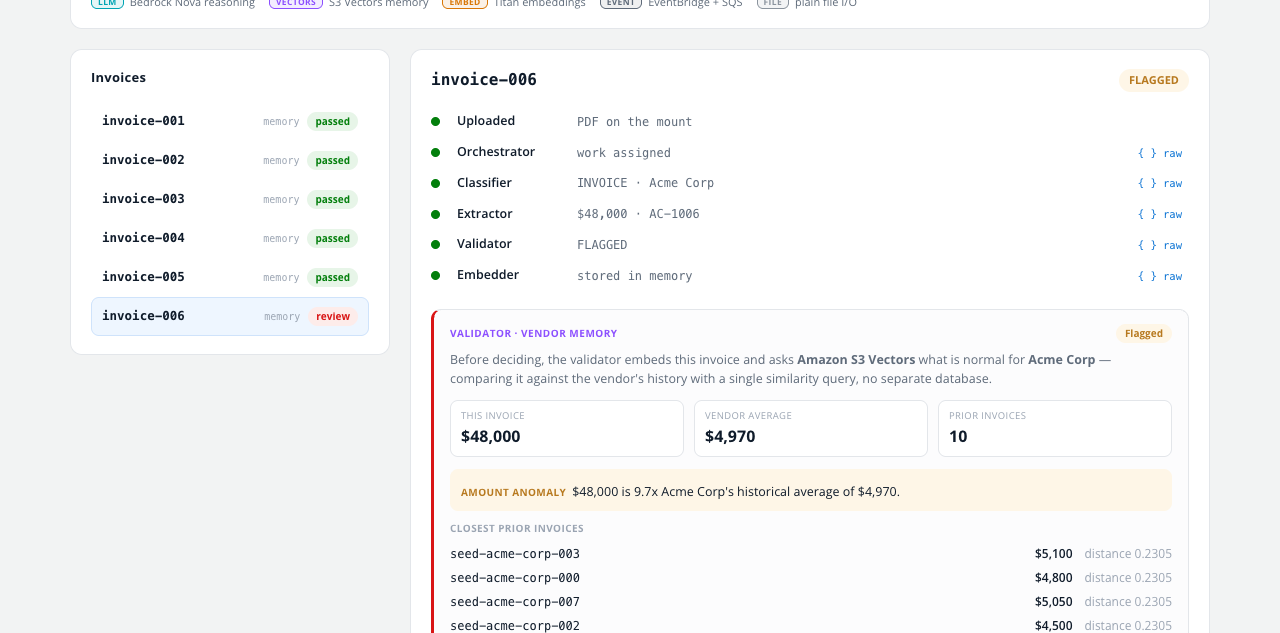 LLM Bedrock Nova reasoning VECTORS S3 Vectors memory EMBED Titan embeddings EVENT EventBridge + SQS FILE plain file I/O
Invoices
invoice-001 memory passed
invoice-002 memory passed
invoice-003 memory passed
invoice-004 memory passed
invoice-005 memory passed
invoice-006 memory review
invoice-006 FLAGGED
Uploaded PDF on the mount
Orchestrator work assigned { } raw
Classifier INVOICE · Acme Corp { } raw
Extractor $48,000 · AC-1006 { } raw
Validator FLAGGED { } raw
Embedder stored in memory { } raw
VALIDATOR · VENDOR MEMORY Flagged
Before deciding, the validator embeds this invoice and asks Amazon S3 Vectors what is normal for Acme Corp —
comparing it against the vendor's history with a single similarity query, no separate database.
THIS INVOICE VENDOR AVERAGE PRIOR INVOICES
$48,000 $4,970 10
AMOUNT ANOMALY $48,000 is 9.7x Acme Corp's historical average of $4,970.
CLOSEST PRIOR INVOICES
seed-acme-corp-003 $5,100 distance 0.2305
seed-acme-corp-000 $4,800 distance 0.2305
seed-acme-corp-007 $5,050 distance 0.2305
seed-acme-corp-002 $4,500 distance 0.2305